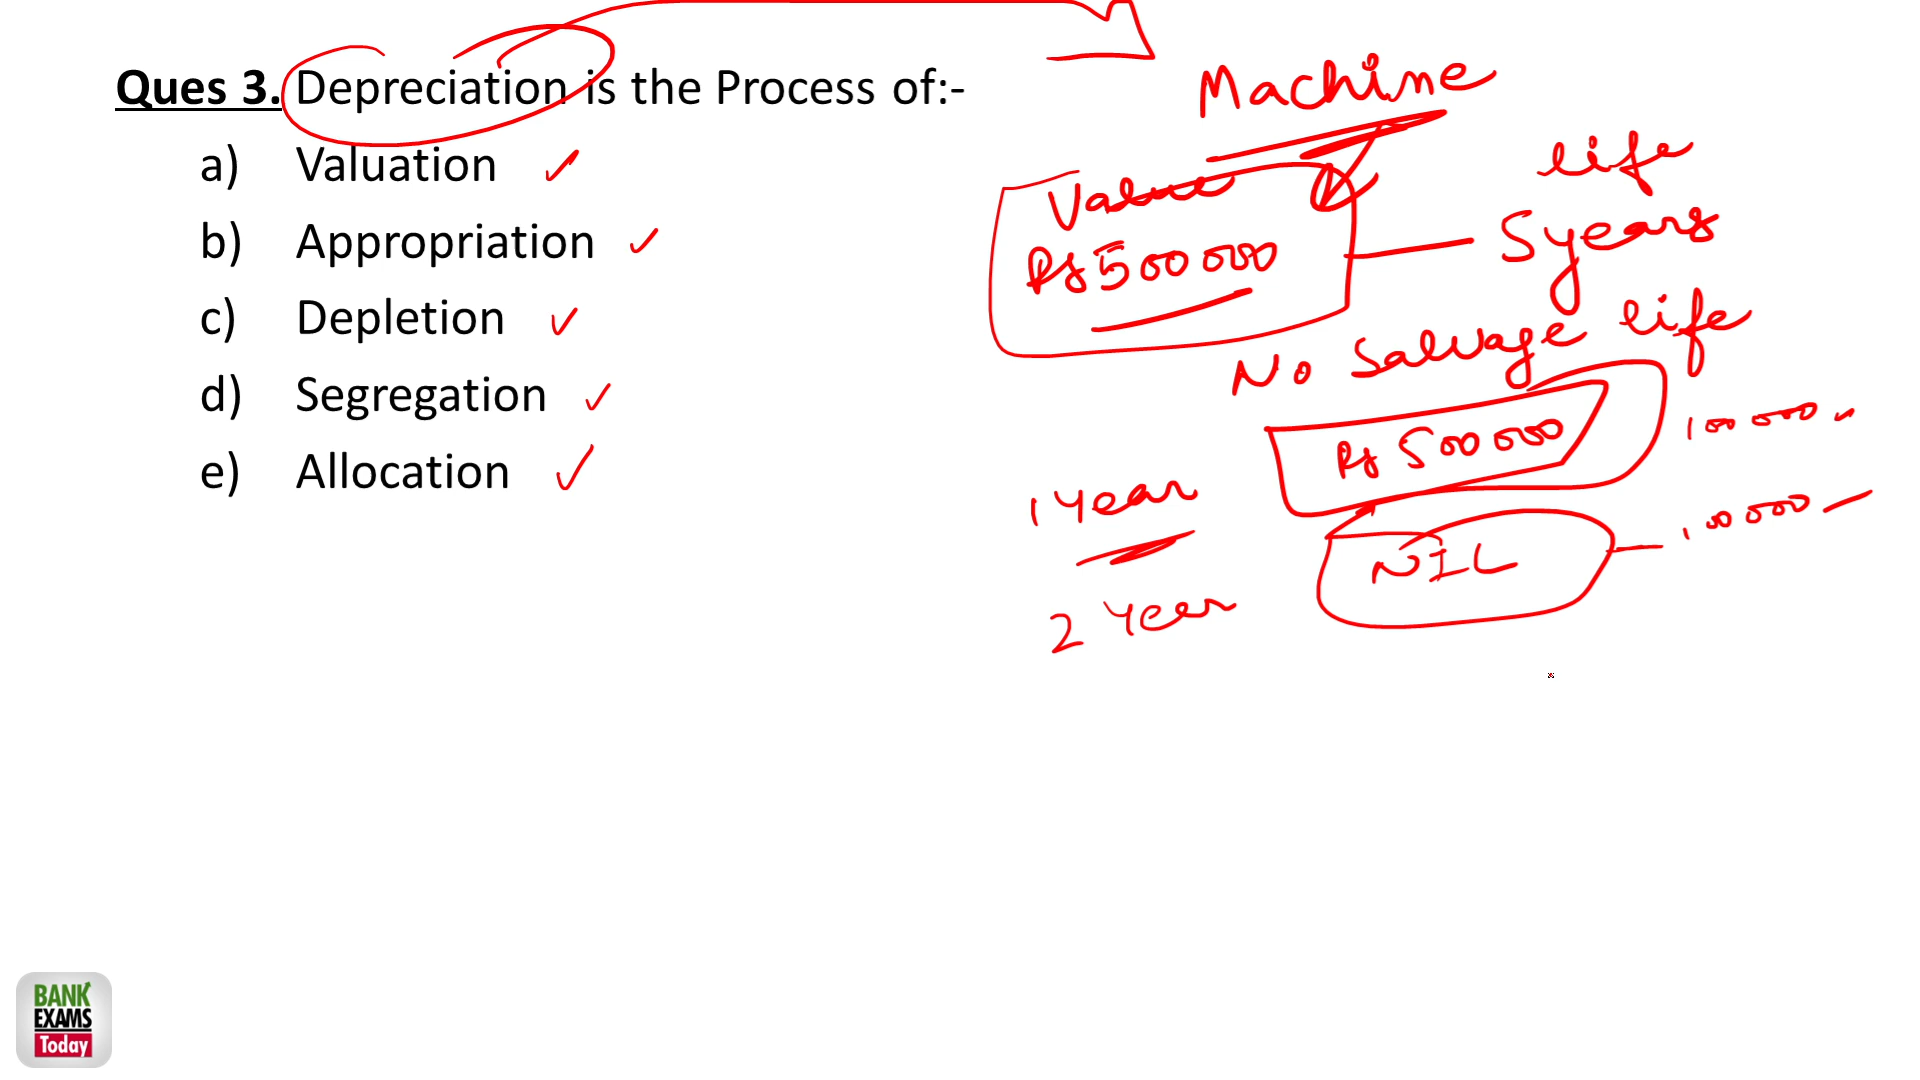 Ques 3. Depreciation is the Process of:-
a) Valuation
b) Appropriation
c) Depletion
d) Segregation
e) Allocation
Machine
Value
Rs 500000
life
5 years
No Salvage life
Rs 500000
100000
1 Year
NIL
100000
2 Year
BANK
EXAMS
Today